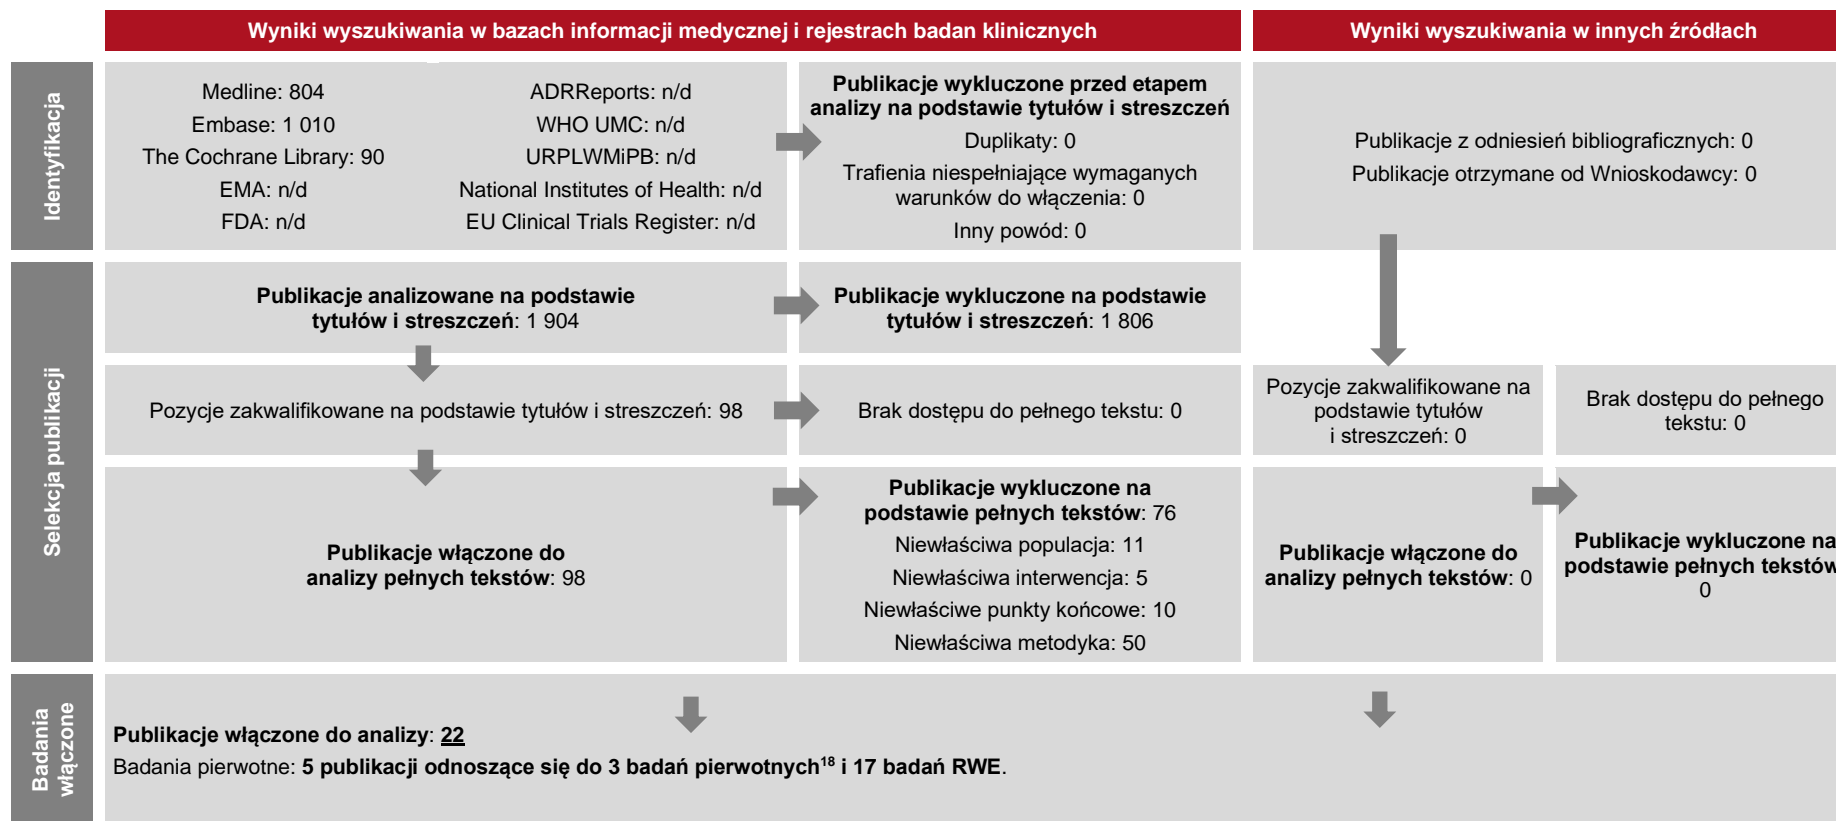 Wyniki wyszukiwania w bazach informacji medycznej i rejestrach badan klinicznych
Wyniki wyszukiwania w innych źródłach
Identyfikacja
Medline: 804
Embase: 1 010
The Cochrane Library: 90
EMA: n/d
FDA: n/d
ADRReports: n/d
WHO UMC: n/d
URPLWMiPB: n/d
National Institutes of Health: n/d
EU Clinical Trials Register: n/d
Publikacje wykluczone przed etapem
analizy na podstawie tytułów i streszczeń
Duplikaty: 0
Trafienia niespełniające wymaganych
warunków do włączenia: 0
Inny powód: 0
Publikacje z odniesień bibliograficznych: 0
Publikacje otrzymane od Wnioskodawcy: 0
Selekcja publikacji
Publikacje analizowane na podstawie
tytułów i streszczeń: 1 904
Publikacje wykluczone na podstawie
tytułów i streszczeń: 1 806
Pozycje zakwalifikowane na podstawie tytułów i streszczeń: 98
Brak dostępu do pełnego tekstu: 0
Pozycje zakwalifikowane na
podstawie tytułów
i streszczeń: 0
Brak dostępu do pełnego
tekstu: 0
Publikacje włączone do
analizy pełnych tekstów: 98
Publikacje wykluczone na
podstawie pełnych tekstów: 76
Niewłaściwa populacja: 11
Niewłaściwa interwencja: 5
Niewłaściwe punkty końcowe: 10
Niewłaściwa metodyka: 50
Publikacje włączone do
analizy pełnych tekstów: 0
Publikacje wykluczone na
podstawie pełnych tekstów
0
Badania
włączone
Publikacje włączone do analizy: 22
Badania pierwotne: 5 publikacji odnoszące się do 3 badań pierwotnych18 i 17 badań RWE.